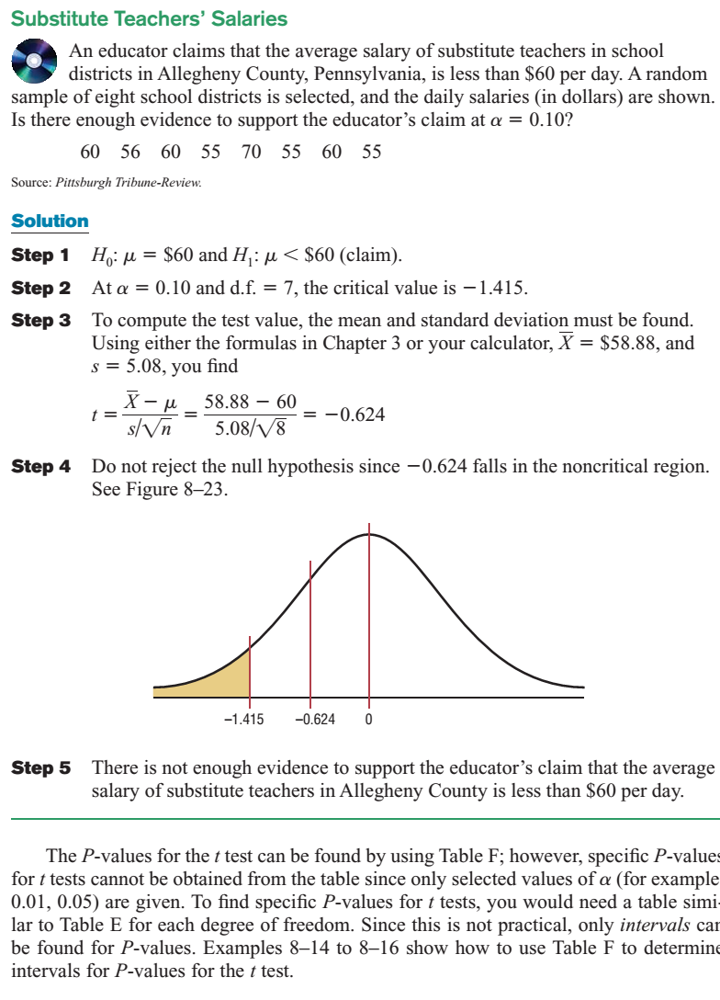 Substitute Teachers' Salaries
An educator claims that the average salary of substitute teachers in school
districts in Allegheny County, Pennsylvania, is less than $60 per day. A random
sample of eight school districts is selected, and the daily salaries (in dollars) are shown.
Is there enough evidence to support the educator's claim at α = 0.10?
60 56 60 55 70 55 60 55
Source: Pittsburgh Tribune-Review.
Solution
Step 1 H₀: μ = $60 and H₁: μ < $60 (claim).
Step 2 At α = 0.10 and d.f. = 7, the critical value is −1.415.
Step 3 To compute the test value, the mean and standard deviation must be found.
Using either the formulas in Chapter 3 or your calculator, X̄ = $58.88, and
s = 5.08, you find
t = (X̄ − μ)/(s/√n) = (58.88 − 60)/(5.08/√8) = −0.624
Step 4 Do not reject the null hypothesis since −0.624 falls in the noncritical region.
See Figure 8–23.
−1.415 −0.624 0
Step 5 There is not enough evidence to support the educator's claim that the average
salary of substitute teachers in Allegheny County is less than $60 per day.
The P-values for the t test can be found by using Table F; however, specific P-values
for t tests cannot be obtained from the table since only selected values of α (for example
0.01, 0.05) are given. To find specific P-values for t tests, you would need a table simi-
lar to Table E for each degree of freedom. Since this is not practical, only intervals can
be found for P-values. Examples 8–14 to 8–16 show how to use Table F to determine
intervals for P-values for the t test.